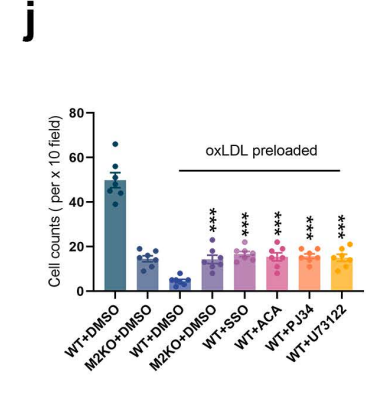 j
Cell counts ( per x 10 field)
80
60
40
20
0
oxLDL preloaded
*** *** *** *** ***
WT+DMSO
M2KO+DMSO
WT+DMSO
M2KO+DMSO
WT+SSO
WT+ACA
WT+PJ34
WT+U73122